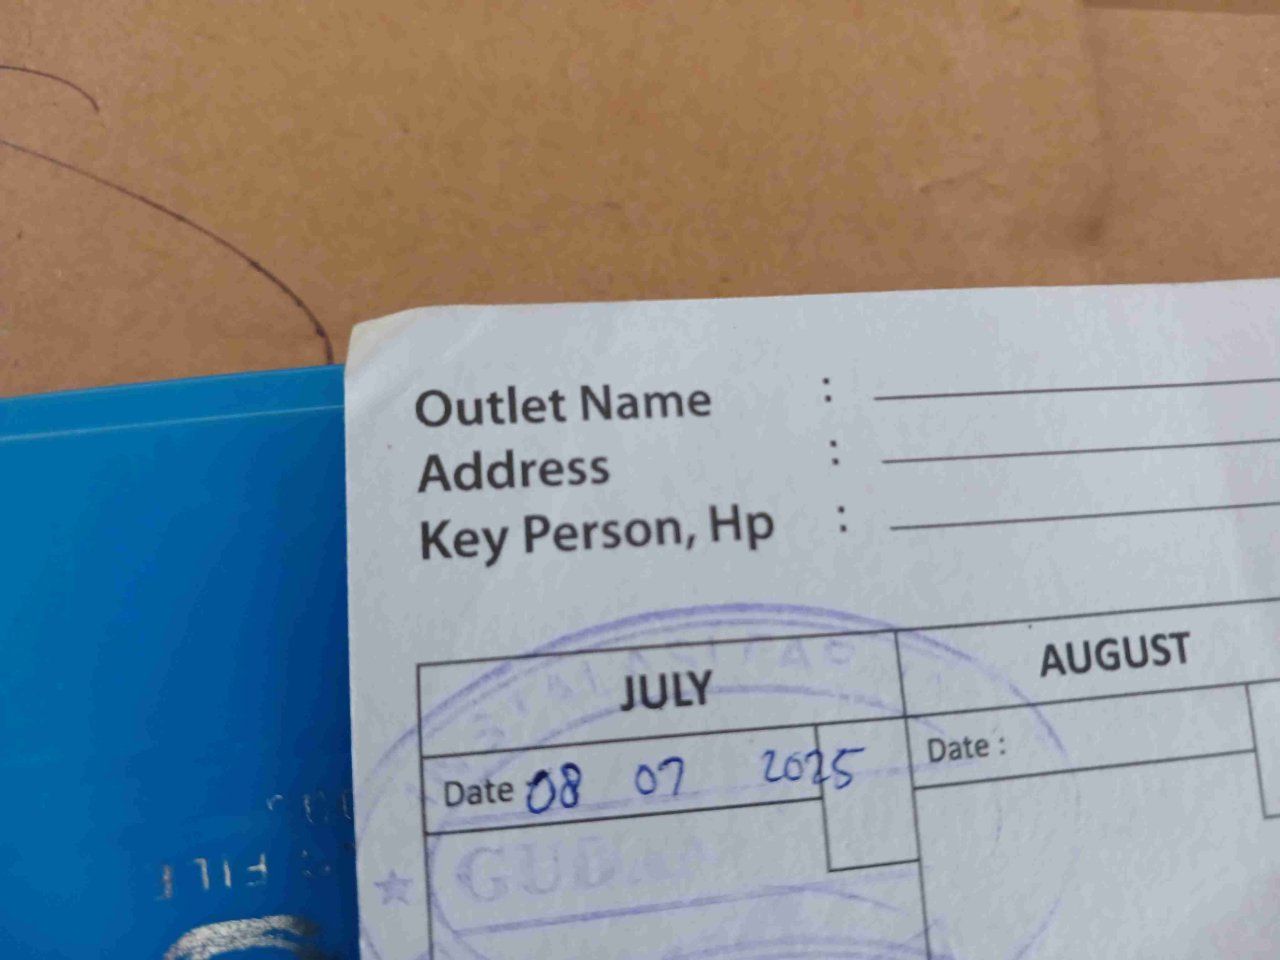 Outlet Name :
Address :
Key Person, Hp :
JULY
AUGUST
Date 08 07 2025
Date :